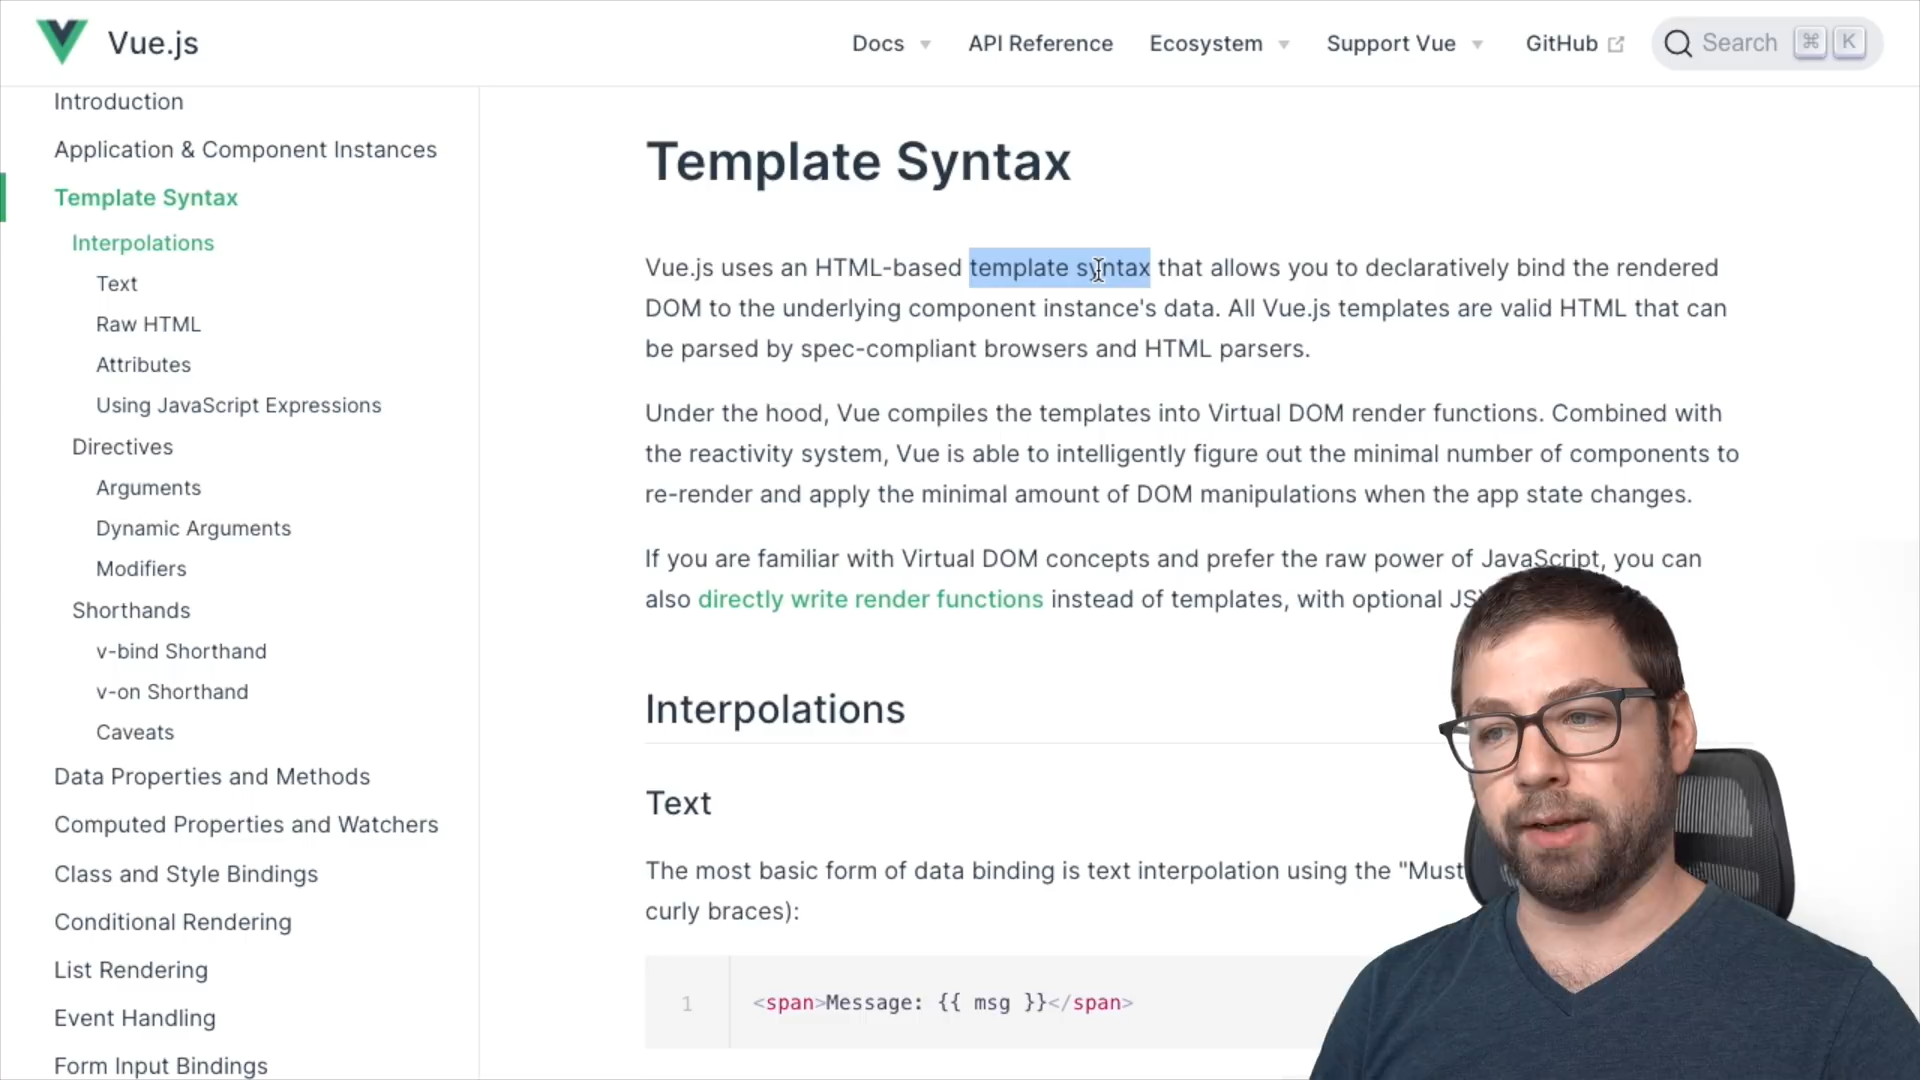 Vue.js
Docs
API Reference
Ecosystem
Support Vue
GitHub
Search ⌘ K
Introduction
Application & Component Instances
Template Syntax
Interpolations
Text
Raw HTML
Attributes
Using JavaScript Expressions
Directives
Arguments
Dynamic Arguments
Modifiers
Shorthands
v-bind Shorthand
v-on Shorthand
Caveats
Data Properties and Methods
Computed Properties and Watchers
Class and Style Bindings
Conditional Rendering
List Rendering
Event Handling
Form Input Bindings
Template Syntax
Vue.js uses an HTML-based template syntax that allows you to declaratively bind the rendered
DOM to the underlying component instance's data. All Vue.js templates are valid HTML that can
be parsed by spec-compliant browsers and HTML parsers.
Under the hood, Vue compiles the templates into Virtual DOM render functions. Combined with
the reactivity system, Vue is able to intelligently figure out the minimal number of components to
re-render and apply the minimal amount of DOM manipulations when the app state changes.
If you are familiar with Virtual DOM concepts and prefer the raw power of JavaScript, you can
also directly write render functions instead of templates, with optional
Interpolations
Text
The most basic form of data binding is text interpolation using the "Must
curly braces):
1 <span>Message: {{ msg }}</span>